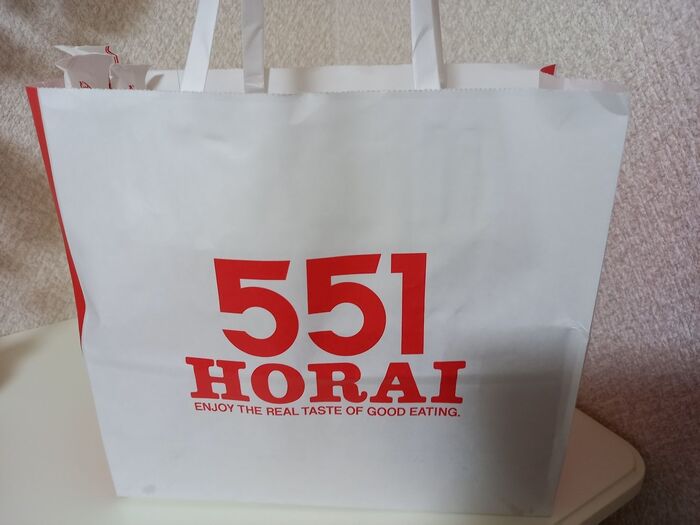 551
HORAI
ENJOY THE REAL TASTE OF GOOD EATING.